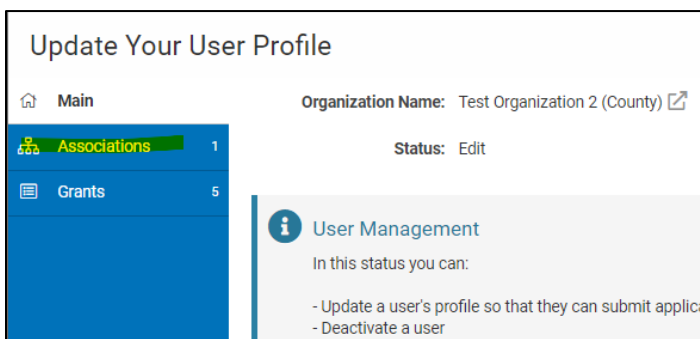 Update Your User Profile
Main
Organization Name: Test Organization 2 (County)
Associations 1
Status: Edit
Grants 5
User Management
In this status you can:
- Update a user's profile so that they can submit
- Deactivate a user